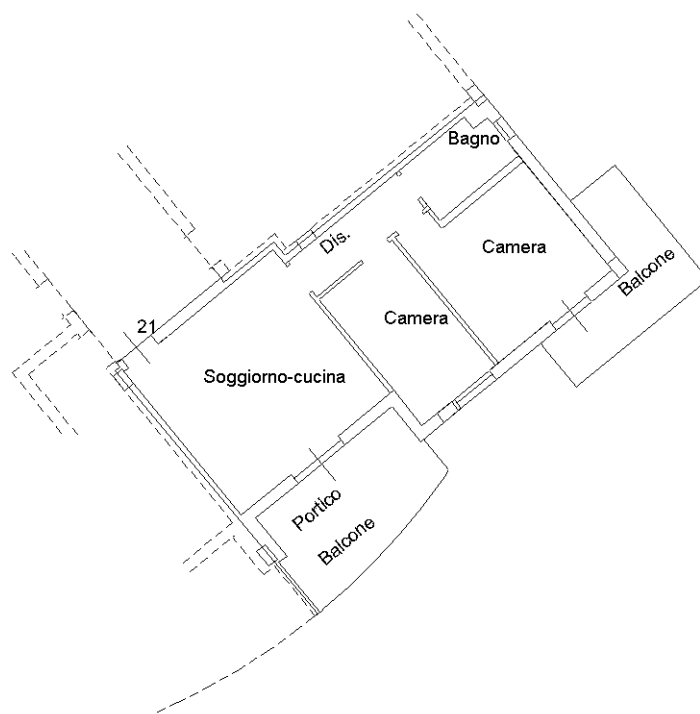 Bagno
Dis.
Camera
Balcone
Camera
21
Soggiorno-cucina
Portico
Balcone